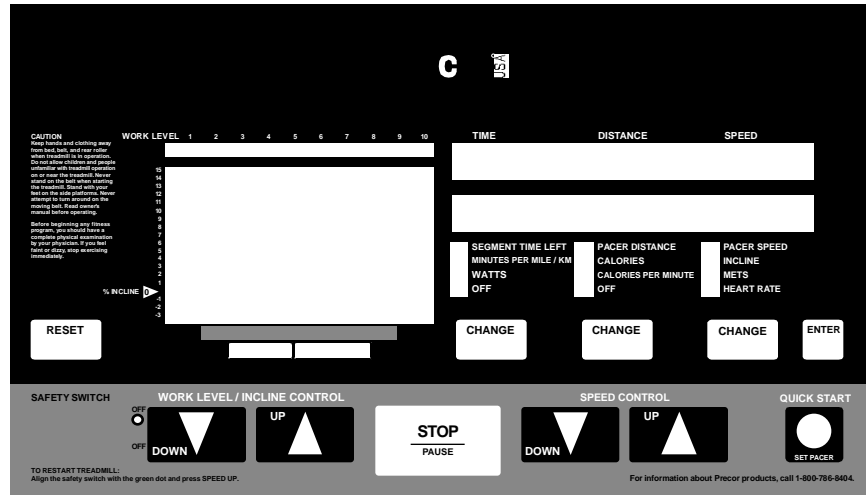 C USA
CAUTION
Keep hands and clothing away
from bed, belt, and rear roller
when treadmill is in operation.
Do not allow children and people
unfamiliar with treadmill operation
on or near the treadmill. Never
stand on the belt when starting
the treadmill. Stand with your
feet on the side platforms. Never
attempt to turn around on the
moving belt. Read owner's
manual before operating.
Before beginning any fitness
program, you should have a
complete physical examination
by your physician. If you feel
faint or dizzy, stop exercising
immediately.
WORK LEVEL 1 2 3 4 5 6 7 8 9 10
15
14
13
12
11
10
9
8
7
6
5
4
3
2
1
% INCLINE 0
-1
-2
-3
TIME DISTANCE SPEED
SEGMENT TIME LEFT PACER DISTANCE PACER SPEED
MINUTES PER MILE / KM CALORIES INCLINE
WATTS CALORIES PER MINUTE METS
OFF OFF HEART RATE
RESET CHANGE CHANGE CHANGE ENTER
SAFETY SWITCH WORK LEVEL / INCLINE CONTROL SPEED CONTROL QUICK START
OFF
OFF
DOWN UP
STOP
PAUSE
DOWN UP
SET PACER
TO RESTART TREADMILL:
Align the safety switch with the green dot and press SPEED UP.
For information about Precor products, call 1-800-786-8404.